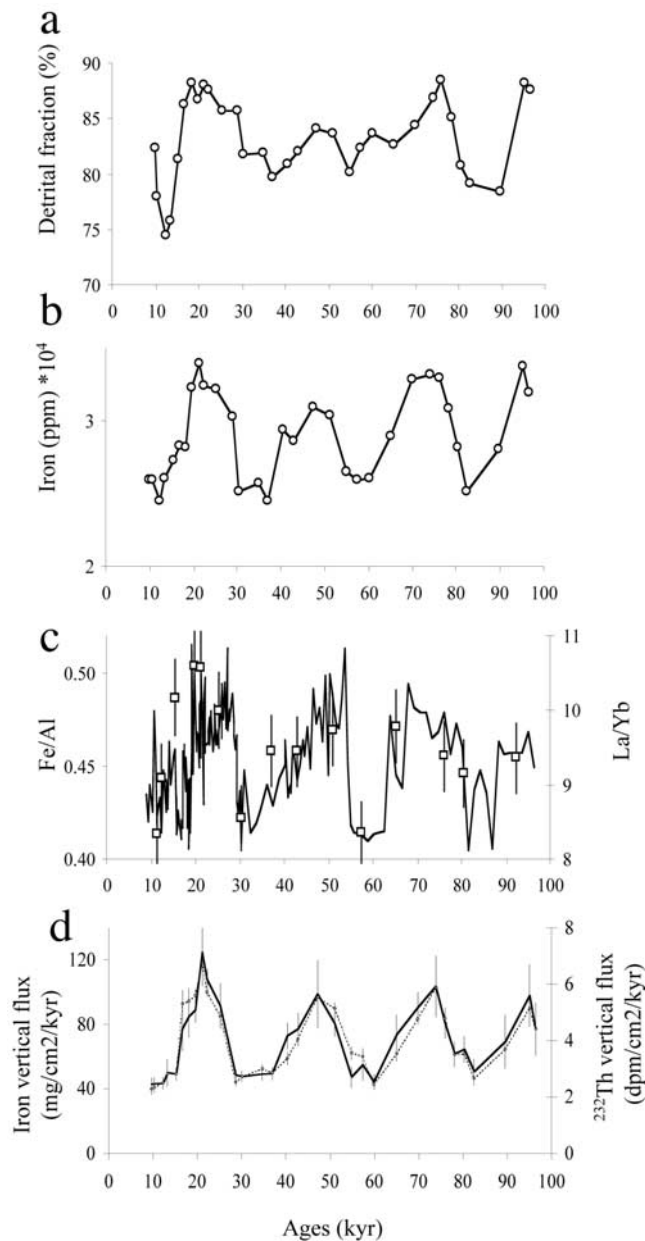 a
Detrital fraction (%)
90
85
80
75
70
0 10 20 30 40 50 60 70 80 90 100
b
Iron (ppm) *10⁴
3
2
0 10 20 30 40 50 60 70 80 90 100
c
Fe/Al
0.50
0.45
0.40
La/Yb
11
10
9
8
0 10 20 30 40 50 60 70 80 90 100
d
Iron vertical flux
(mg/cm2/kyr)
120
80
40
0
²³²Th vertical flux
(dpm/cm2/kyr)
8
6
4
2
0
0 10 20 30 40 50 60 70 80 90 100
Ages (kyr)